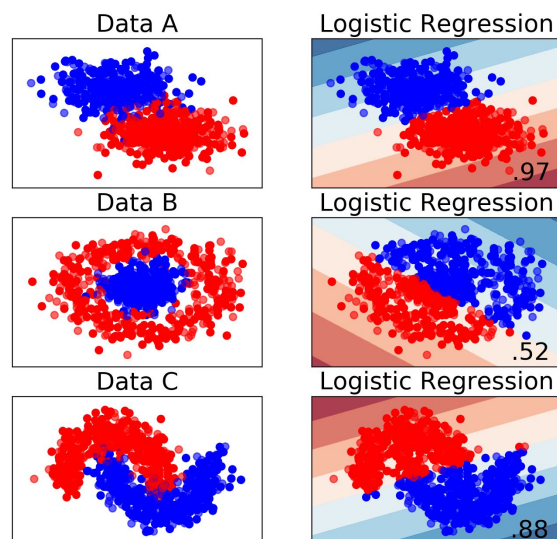 Data A
Logistic Regression
.97
Data B
Logistic Regression
.52
Data C
Logistic Regression
.88